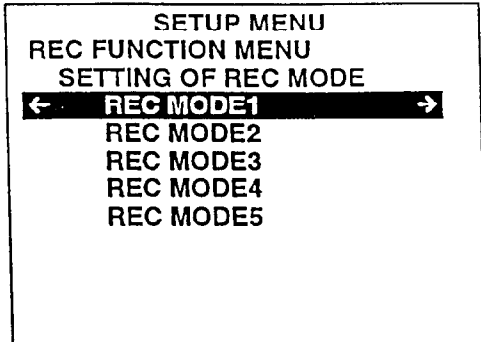 SETUP MENU
REC FUNCTION MENU
SETTING OF REC MODE
← REC MODE1 →
REC MODE2
REC MODE3
REC MODE4
REC MODE5